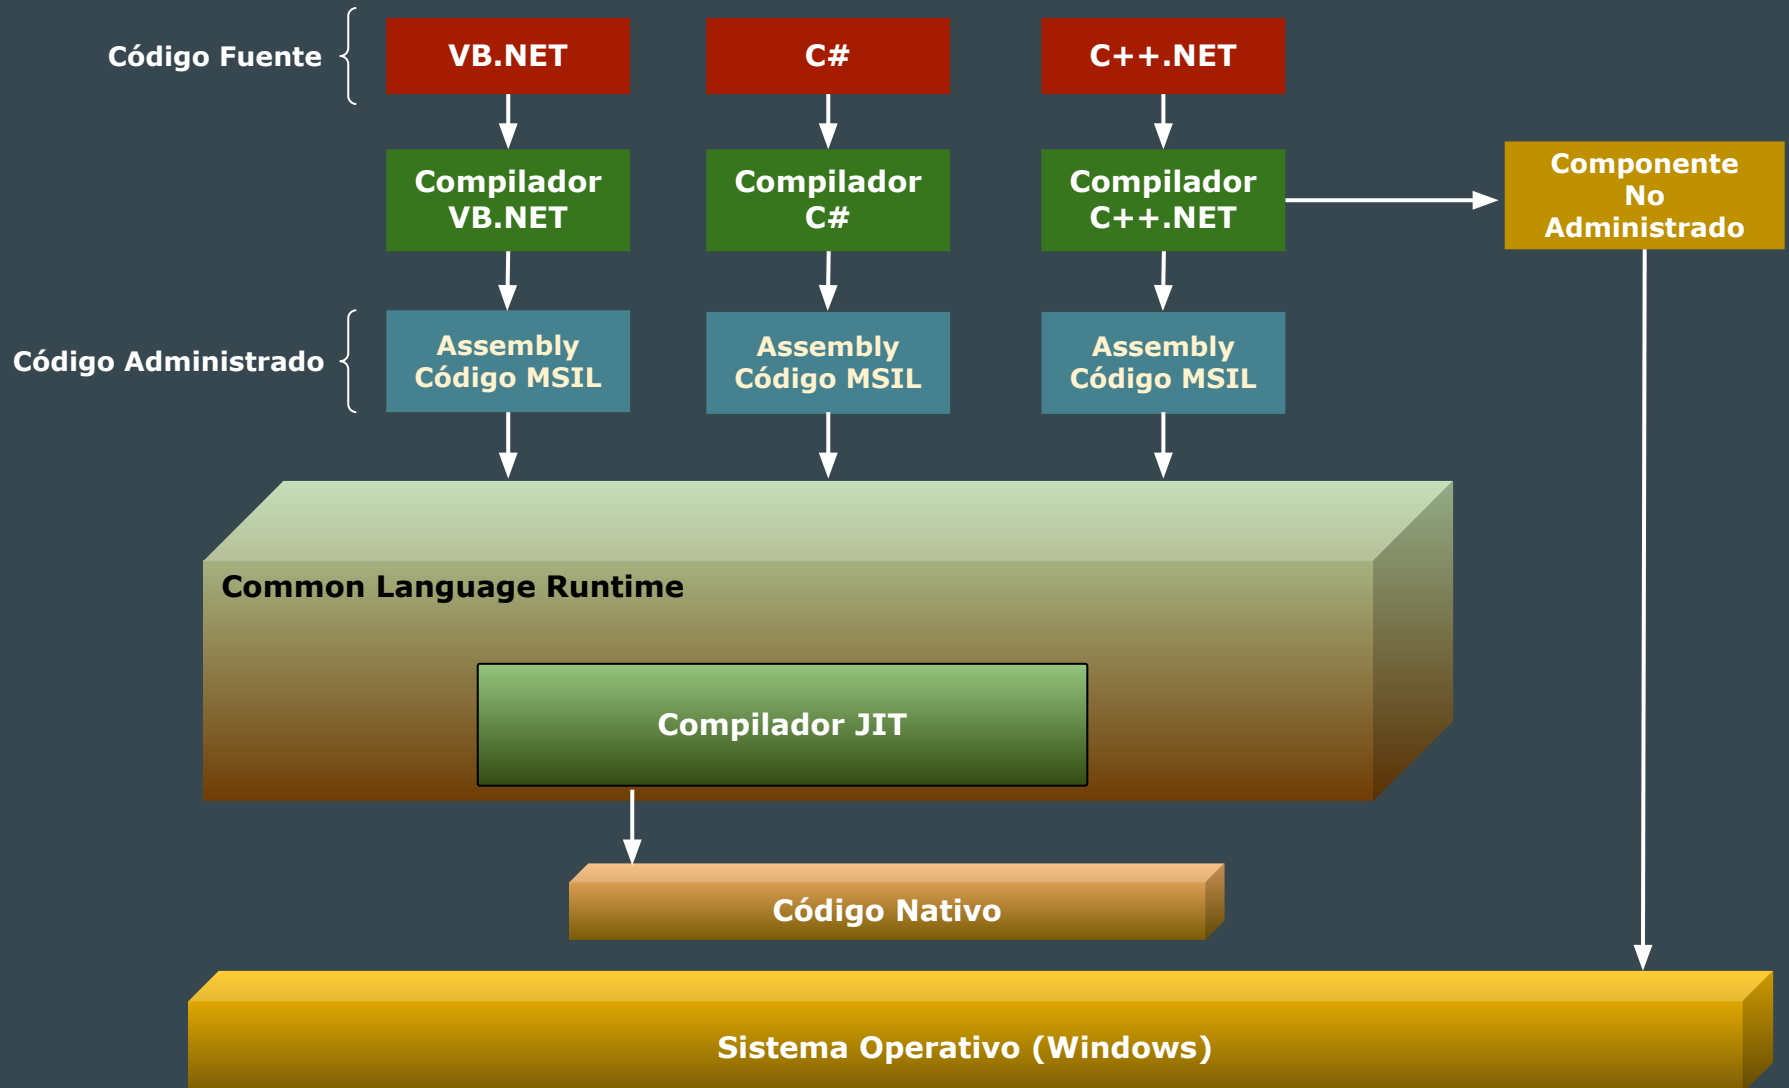 Código Fuente
VB.NET
C#
C++.NET
Compilador
VB.NET
Compilador
C#
Compilador
C++.NET
Componente
No
Administrado
Código Administrado
Assembly
Código MSIL
Assembly
Código MSIL
Assembly
Código MSIL
Common Language Runtime
Compilador JIT
Código Nativo
Sistema Operativo (Windows)